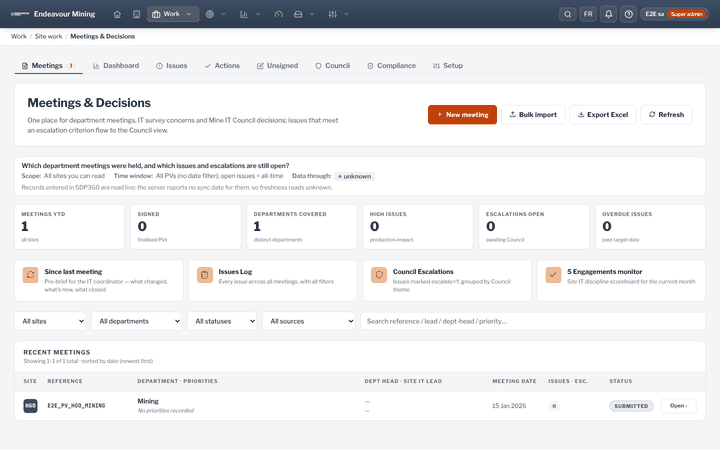 Endeavour Mining
Work
FR
E2E sa Super admin
Work / Site work / Meetings & Decisions
Meetings 1
Dashboard
Issues
Actions
Unsigned
Council
Compliance
Setup
Meetings & Decisions
One place for department meetings, IT survey concerns and Mine IT Council decisions; issues that meet
an escalation criterion flow to the Council view.
+ New meeting
Bulk import
Export Excel
Refresh
Which department meetings were held, and which issues and escalations are still open?
Scope: All sites you can read Time window: All PVs (no date filter); open issues = all-time Data through: unknown
Records entered in SDP360 are read live; the server reports no sync date for them, so freshness reads unknown.
MEETINGS YTD
1
all sites
SIGNED
0
finalised PVs
DEPARTMENTS COVERED
1
distinct departments
HIGH ISSUES
0
production-impact
ESCALATIONS OPEN
0
awaiting Council
OVERDUE ISSUES
0
past target date
Since last meeting
Pre-brief for the IT coordinator — what changed,
what's new, what closed
Issues Log
Every issue across all meetings, with all filters
Council Escalations
Issues marked escalate=Y, grouped by Council
theme
5 Engagements monitor
Site IT discipline scoreboard for the current month
All sites
All departments
All statuses
All sources
Search reference / lead / dept-head / priority...
RECENT MEETINGS
Showing 1–1 of 1 total · sorted by date (newest first)
SITE REFERENCE DEPARTMENT · PRIORITIES DEPT HEAD · SITE IT LEAD MEETING DATE ISSUES · ESC. STATUS
HGO E2E_PV_HGO_MINING Mining — 15 Jan 2026 0 SUBMITTED Open ›
No priorities recorded —